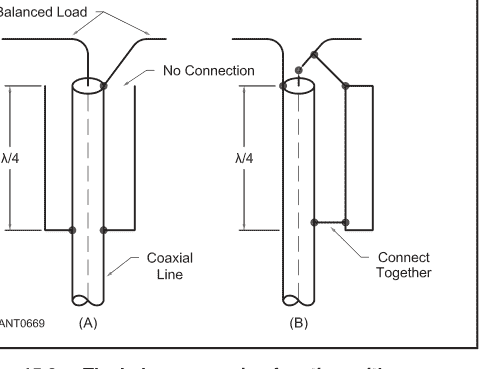 Balanced Load
No Connection
λ/4
λ/4
Coaxial
Line
Connect
Together
ANT0669
(A)
(B)